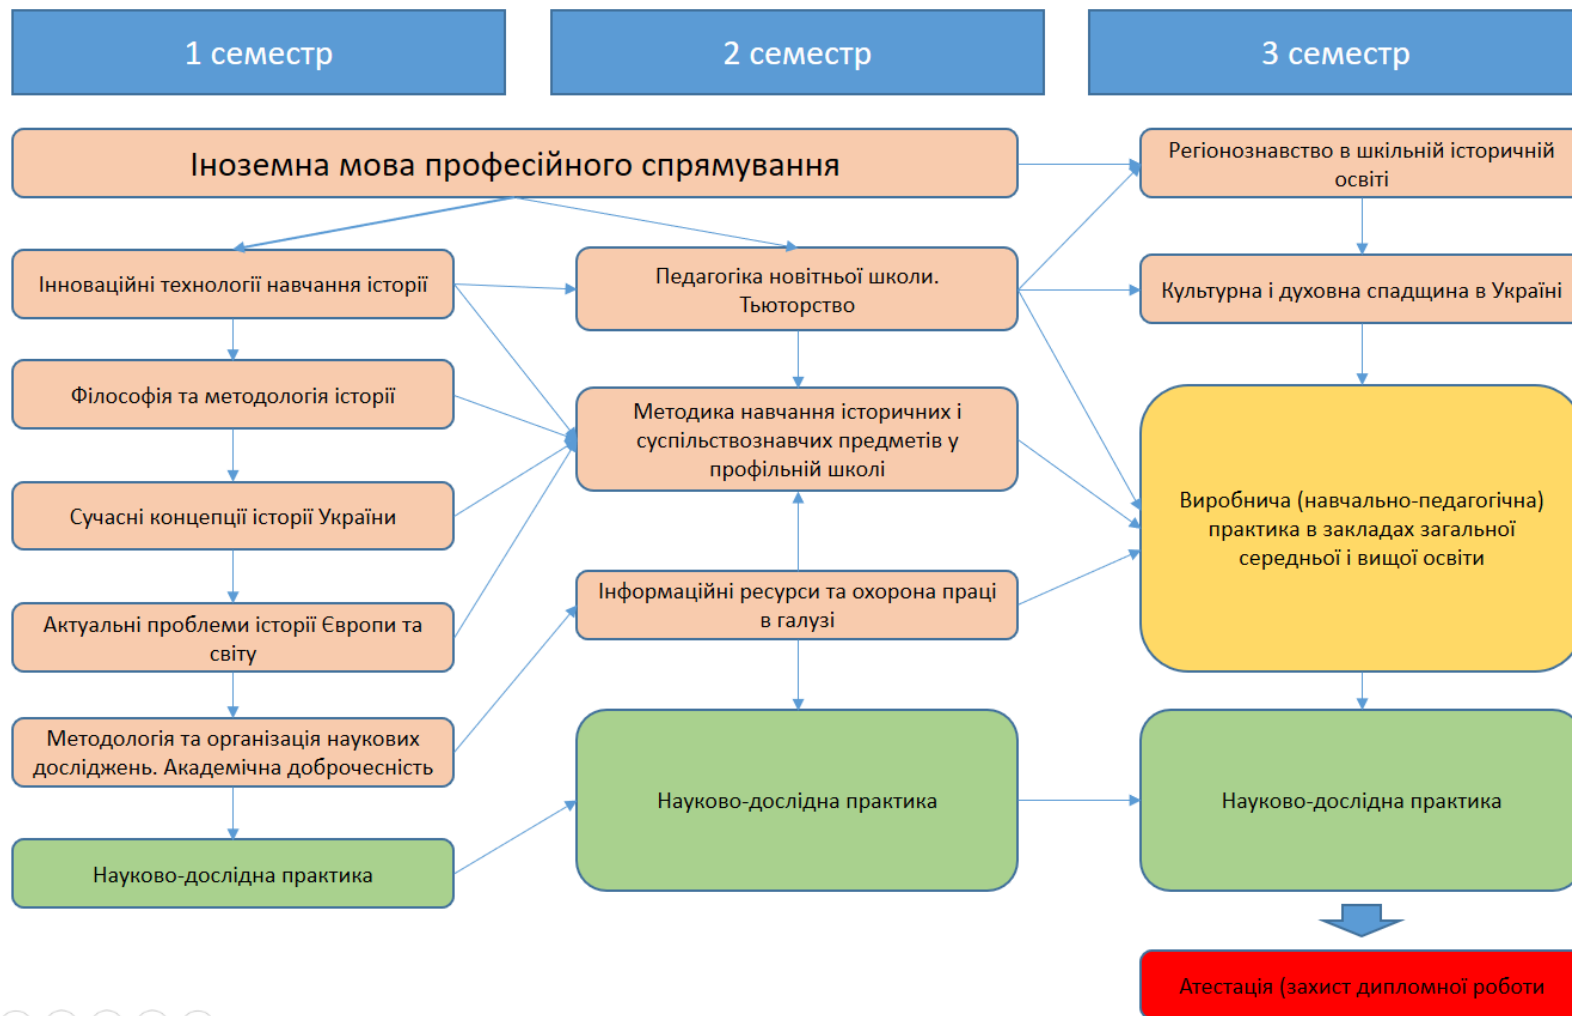 1 семестр
2 семестр
3 семестр
Іноземна мова професійного спрямування
Регіонознавство в шкільній історичній
освіті
Інноваційні технології навчання історії
Педагогіка новітньої школи.
Тьюторство
Культурна і духовна спадщина в Україні
Філософія та методологія історії
Методика навчання історичних і
суспільствознавчих предметів у
профільній школі
Сучасні концепції історії України
Виробнича (навчально-педагогічна)
практика в закладах загальної
середньої і вищої освіти
Актуальні проблеми історії Європи та
світу
Інформаційні ресурси та охорона праці
в галузі
Методологія та організація наукових
досліджень. Академічна доброчесність
Науково-дослідна практика
Науково-дослідна практика
Науково-дослідна практика
Атестація (захист дипломної роботи